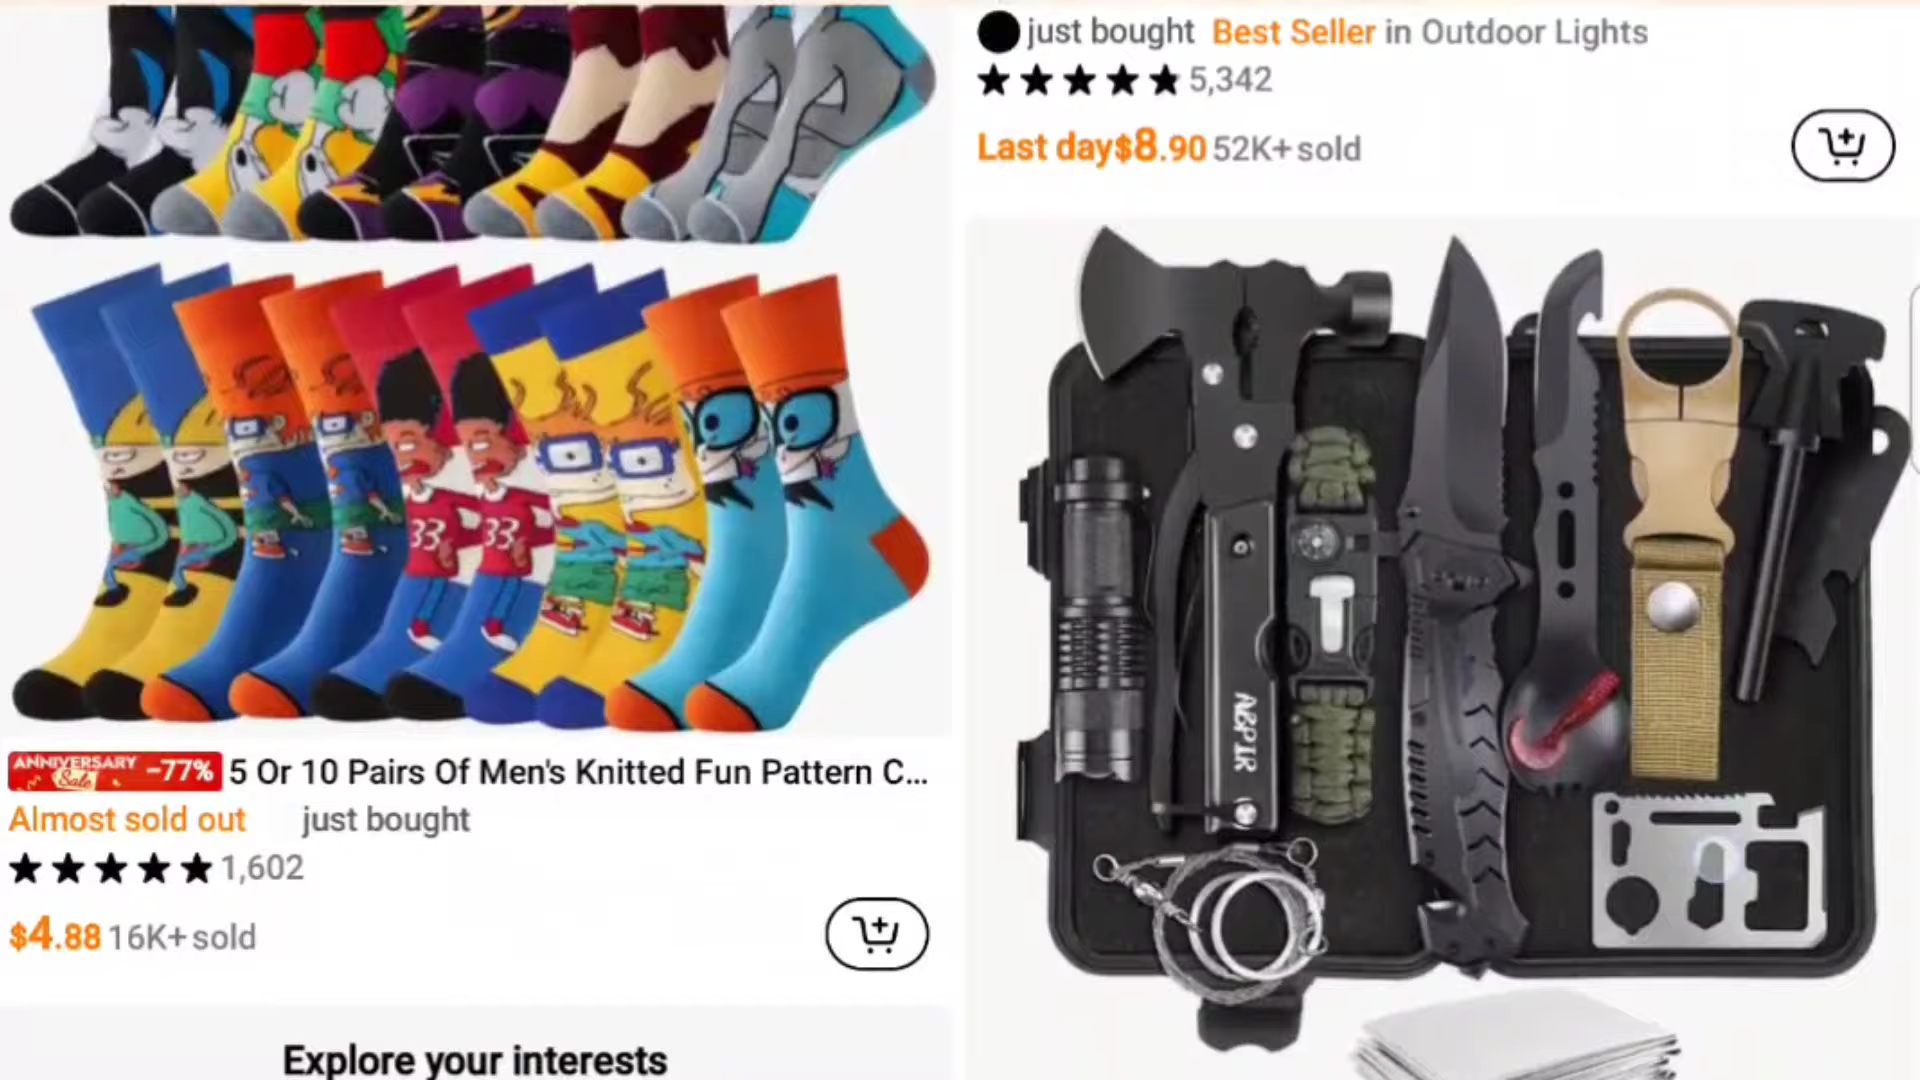 ANNIVERSARY
Sale
-77%
5 Or 10 Pairs Of Men's Knitted Fun Pattern C...
Almost sold out just bought
1,602
$4.88 16K+ sold
Explore your interests
just bought Best Seller in Outdoor Lights
5,342
Last day $8.90 52K+ sold
33
33